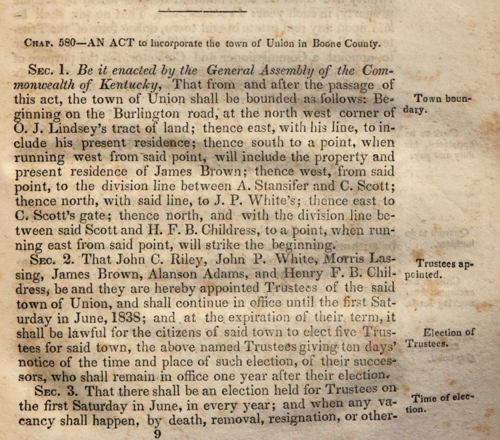 CHAP. 580—AN ACT to incorporate the town of Union in Boone County.
SEC. 1. Be it enacted by the General Assembly of the Com-
monwealth of Kentucky, That from and after the passage of
this act, the town of Union shall be bounded as follows: Be-
ginning on the Burlington road, at the north west corner of
O. J. Lindsey's tract of land; thence east, with his line, to in-
clude his present residence; thence south to a point, when
running west from said point, will include the property and
present residence of James Brown; thence west, from said
point, to the division line between A. Stansifer and C. Scott;
thence north, with said line, to J. P. White's; thence east to
C. Scott's gate; thence north, and with the division line be-
tween said Scott and H. F. B. Childress, to a point, when run-
ning east from said point, will strike the beginning.
Town boun-
dary.
SEC. 2. That John C. Riley, John P. White, Morris Las-
sing, James Brown, Alanson Adams, and Henry F. B. Chil-
dress, be and they are hereby appointed Trustees of the said
town of Union, and shall continue in office until the first Sat-
urday in June, 1838; and at the expiration of their term, it
shall be lawful for the citizens of said town to elect five Trus-
tees for said town, the above named Trustees giving ten days'
notice of the time and place of such election, of their succes-
sors, who shall remain in office one year after their election.
Trustees ap-
pointed.
Election of
Trustees.
SEC. 3. That there shall be an election held for Trustees on
the first Saturday in June, in every year; and when any va-
cancy shall happen, by death, removal, resignation, or other-
Time of elec-
tion.
9